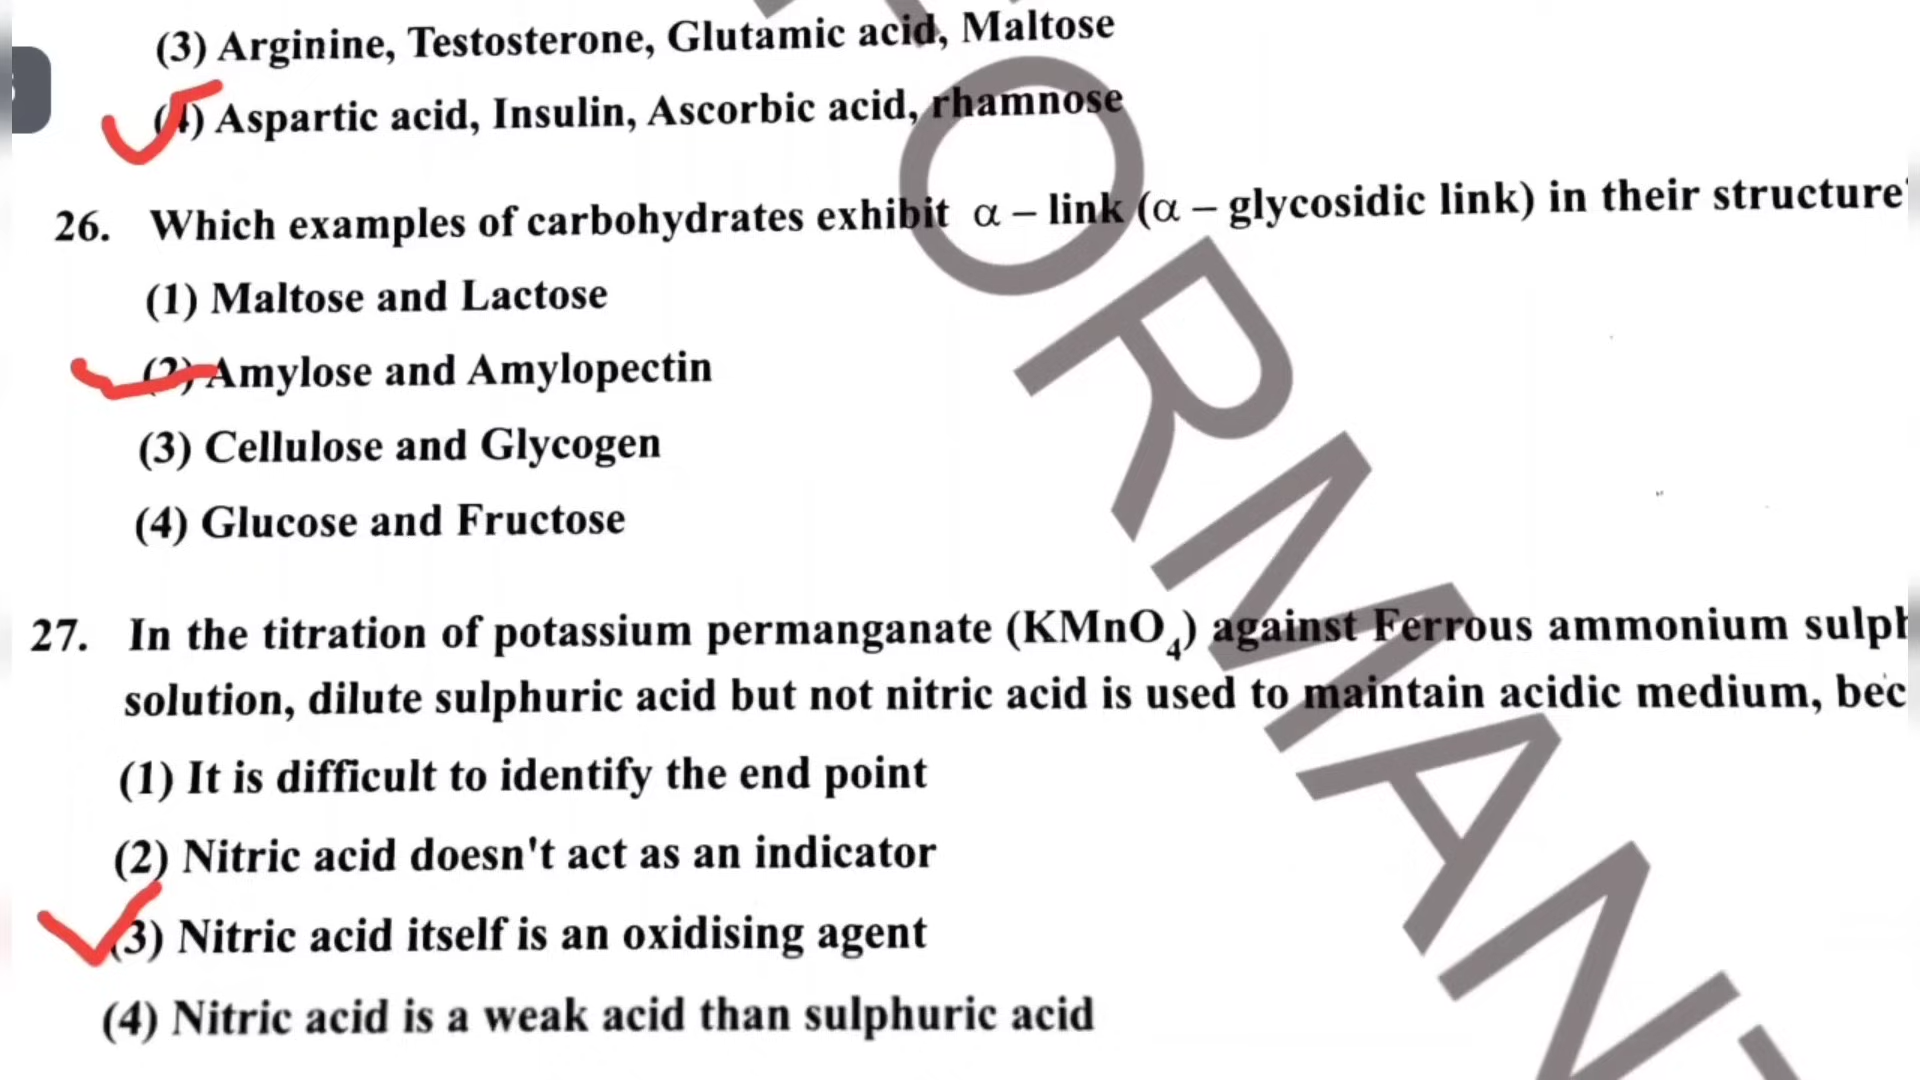 (3) Arginine, Testosterone, Glutamic acid, Maltose
(4) Aspartic acid, Insulin, Ascorbic acid, rhamnose
26. Which examples of carbohydrates exhibit α – link (α – glycosidic link) in their structure
(1) Maltose and Lactose
(2) Amylose and Amylopectin
(3) Cellulose and Glycogen
(4) Glucose and Fructose
27. In the titration of potassium permanganate (KMnO₄) against Ferrous ammonium
solution, dilute sulphuric acid but not nitric acid is used to maintain acidic medium,
(1) It is difficult to identify the end point
(2) Nitric acid doesn't act as an indicator
(3) Nitric acid itself is an oxidising agent
(4) Nitric acid is a weak acid than sulphuric acid
ORMAN